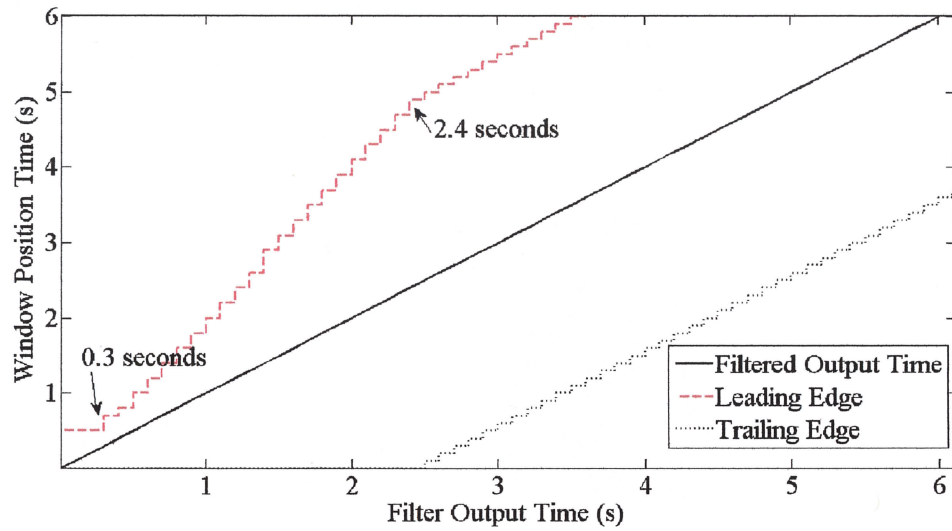 6
5
4
3
2
1
Window Position Time (s)
2.4 seconds
0.3 seconds
Filtered Output Time
Leading Edge
Trailing Edge
1
2
3
4
5
6
Filter Output Time (s)